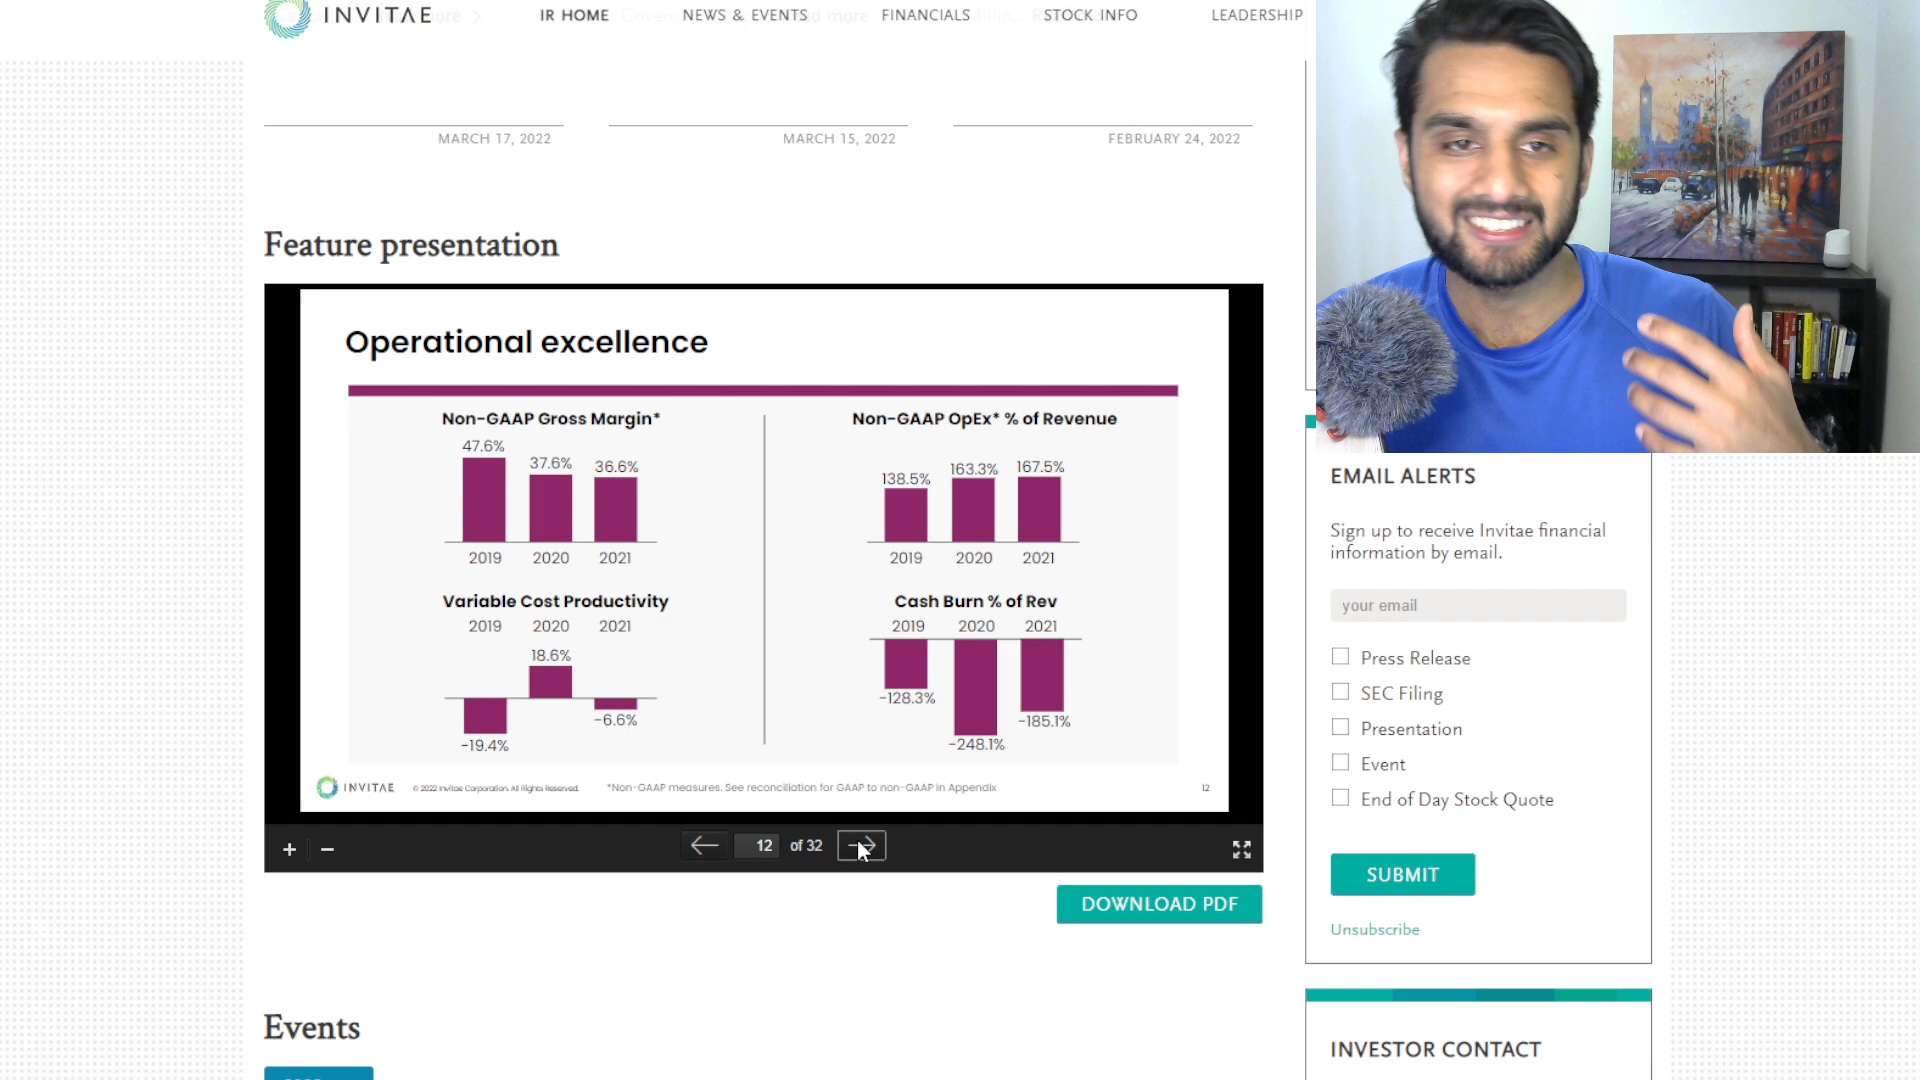 INVITAE
IR HOME
NEWS & EVENTS
FINANCIALS
STOCK INFO
LEADERSHIP
MARCH 17, 2022
MARCH 15, 2022
FEBRUARY 24, 2022
Feature presentation
Operational excellence
Non-GAAP Gross Margin*
47.6%
37.6%
36.6%
2019
2020
2021
Non-GAAP OpEx* % of Revenue
138.5%
163.3%
167.5%
2019
2020
2021
Variable Cost Productivity
2019
2020
2021
18.6%
-6.6%
-19.4%
Cash Burn % of Rev
2019
2020
2021
-128.3%
-185.1%
-248.1%
INVITAE
© 2022 Invitae Corporation. All Rights Reserved.
*Non-GAAP measures. See reconciliation for GAAP to non-GAAP in Appendix
12
+
−
12
of 32
DOWNLOAD PDF
Events
EMAIL ALERTS
Sign up to receive Invitae financial
information by email.
your email
Press Release
SEC Filing
Presentation
Event
End of Day Stock Quote
SUBMIT
Unsubscribe
INVESTOR CONTACT